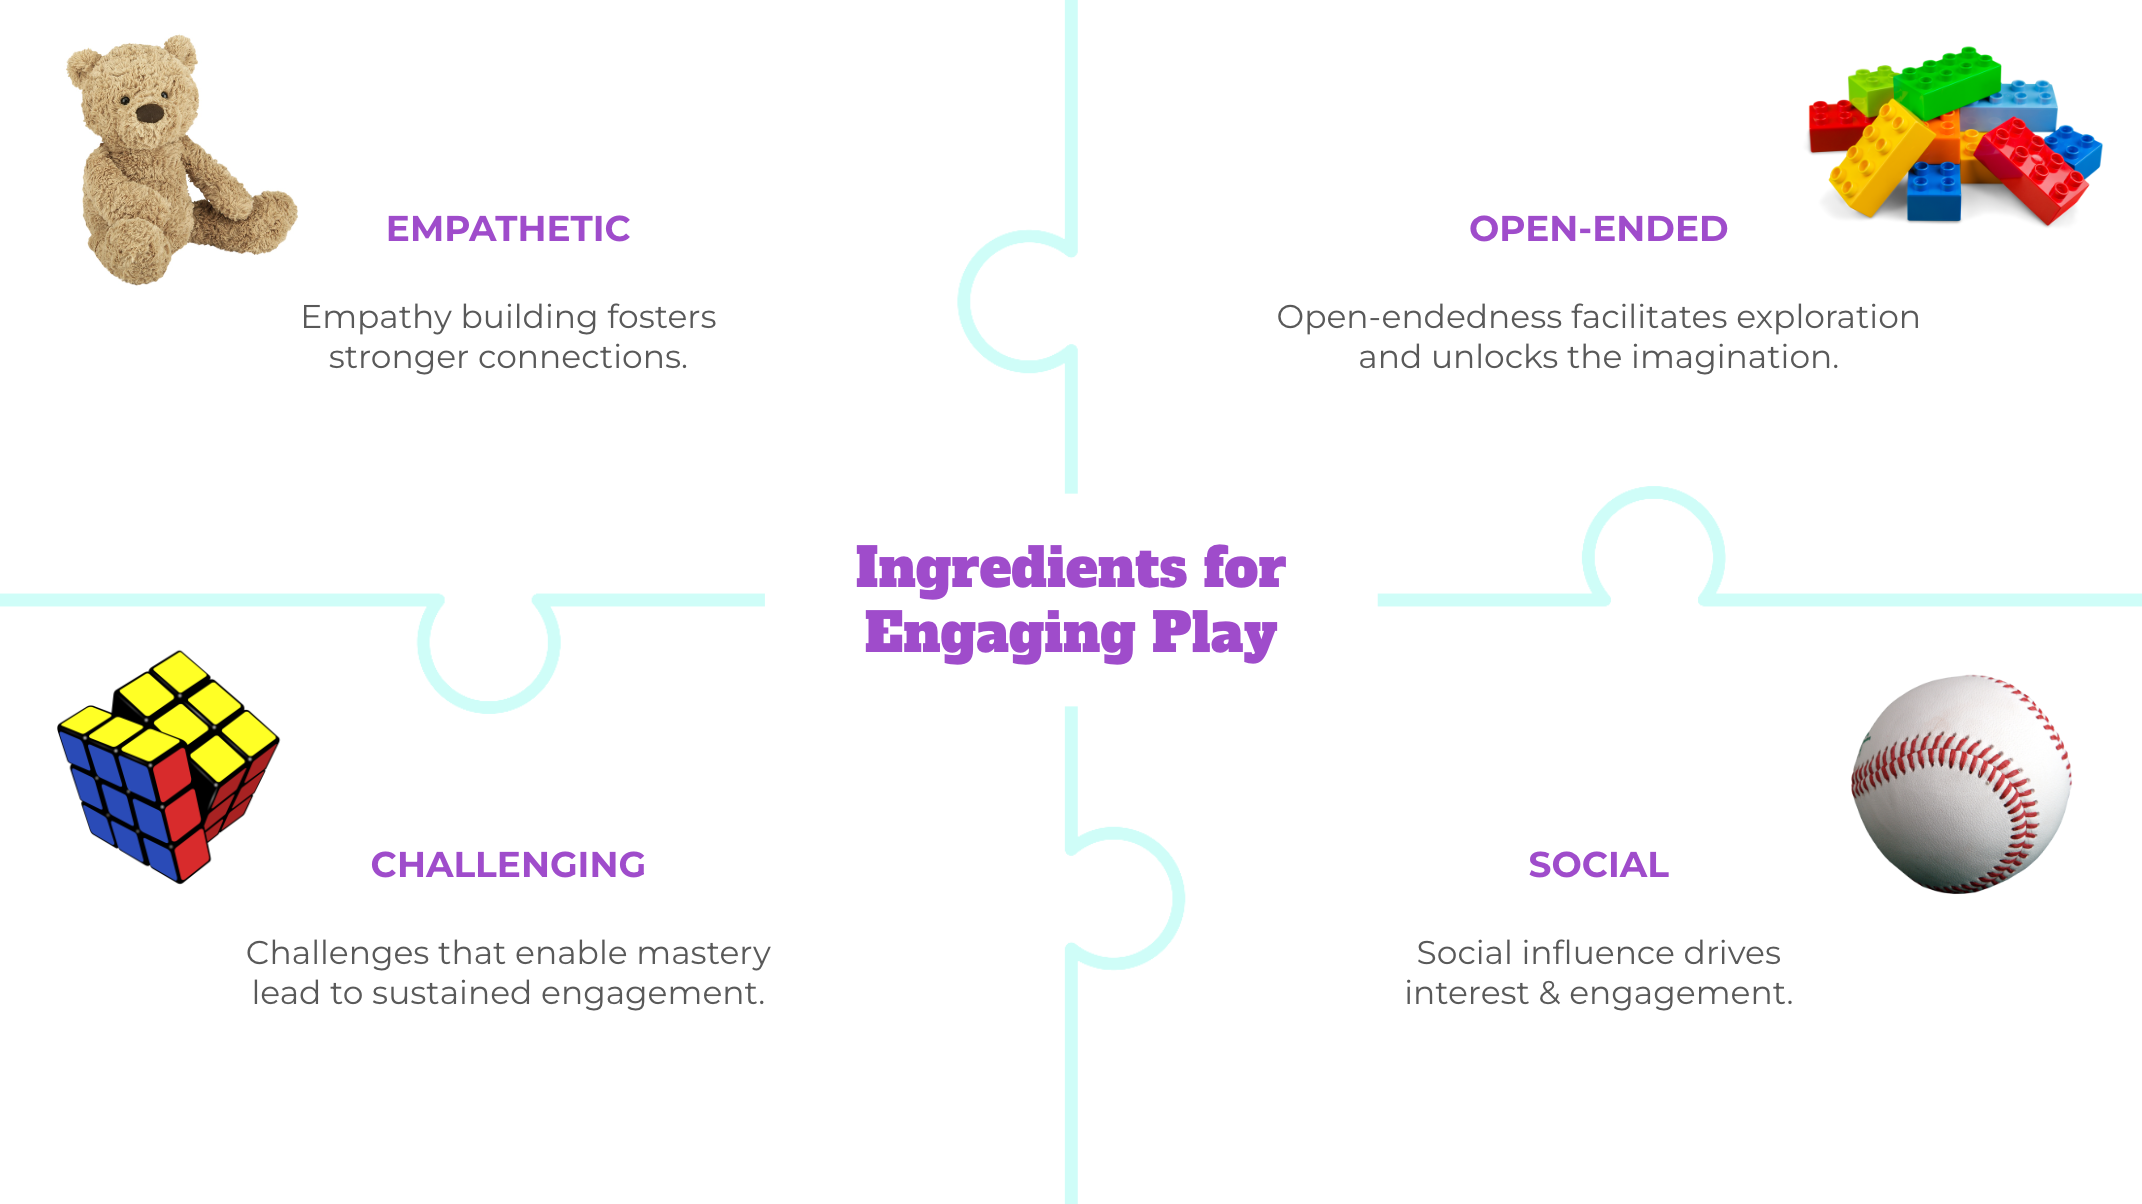 EMPATHETIC
Empathy building fosters
stronger connections.
OPEN-ENDED
Open-endedness facilitates exploration
and unlocks the imagination.
Ingredients for
Engaging Play
CHALLENGING
Challenges that enable mastery
lead to sustained engagement.
SOCIAL
Social influence drives
interest & engagement.